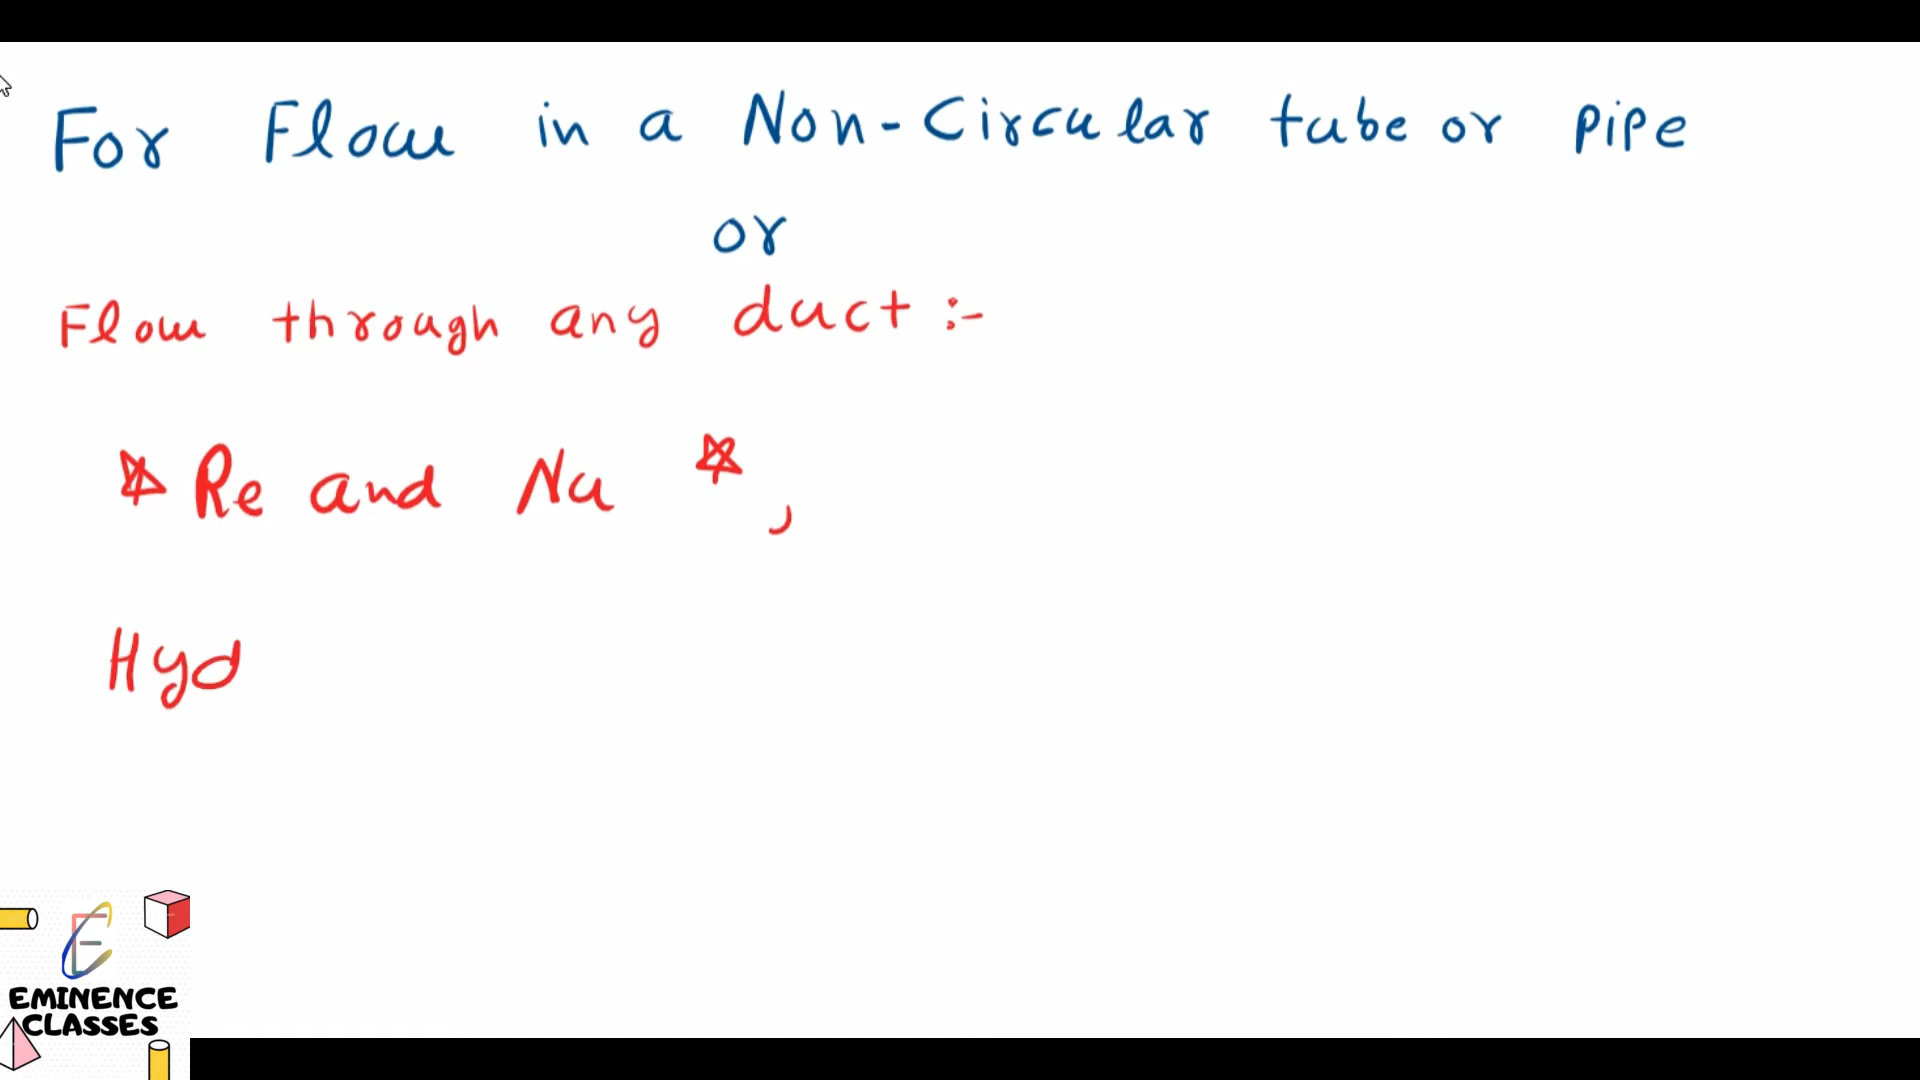 For Flow in a Non-Circular tube or pipe
or
Flow through any duct :-
☆ Re and Nu ☆,
Hyd
EMINENCE
CLASSES